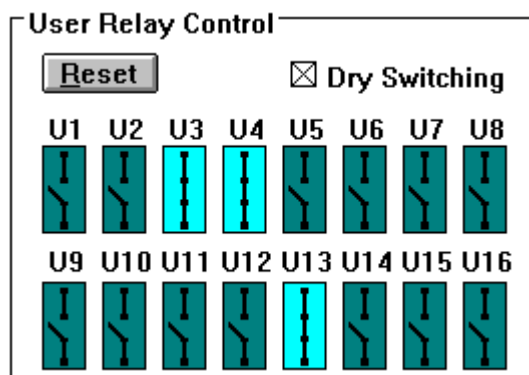 User Relay Control
Reset Dry Switching
U1 U2 U3 U4 U5 U6 U7 U8
U9 U10 U11 U12 U13 U14 U15 U16